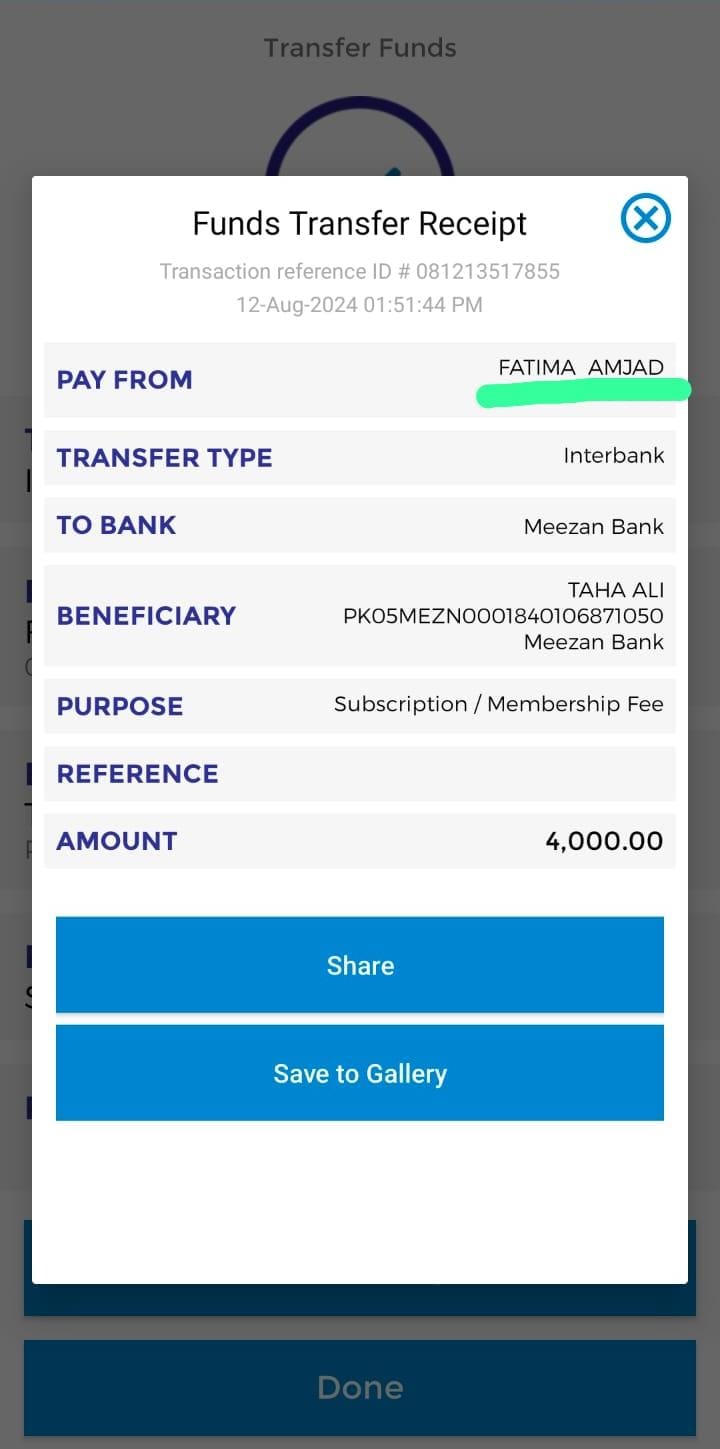 Transfer Funds
Funds Transfer Receipt
Transaction reference ID # 081213517855
12-Aug-2024 01:51:44 PM
PAY FROM
FATIMA AMJAD
TRANSFER TYPE
Interbank
TO BANK
Meezan Bank
BENEFICIARY
TAHA ALI
PK05MEZN0001840106871050
Meezan Bank
PURPOSE
Subscription / Membership Fee
REFERENCE
AMOUNT
4,000.00
Share
Save to Gallery
Done